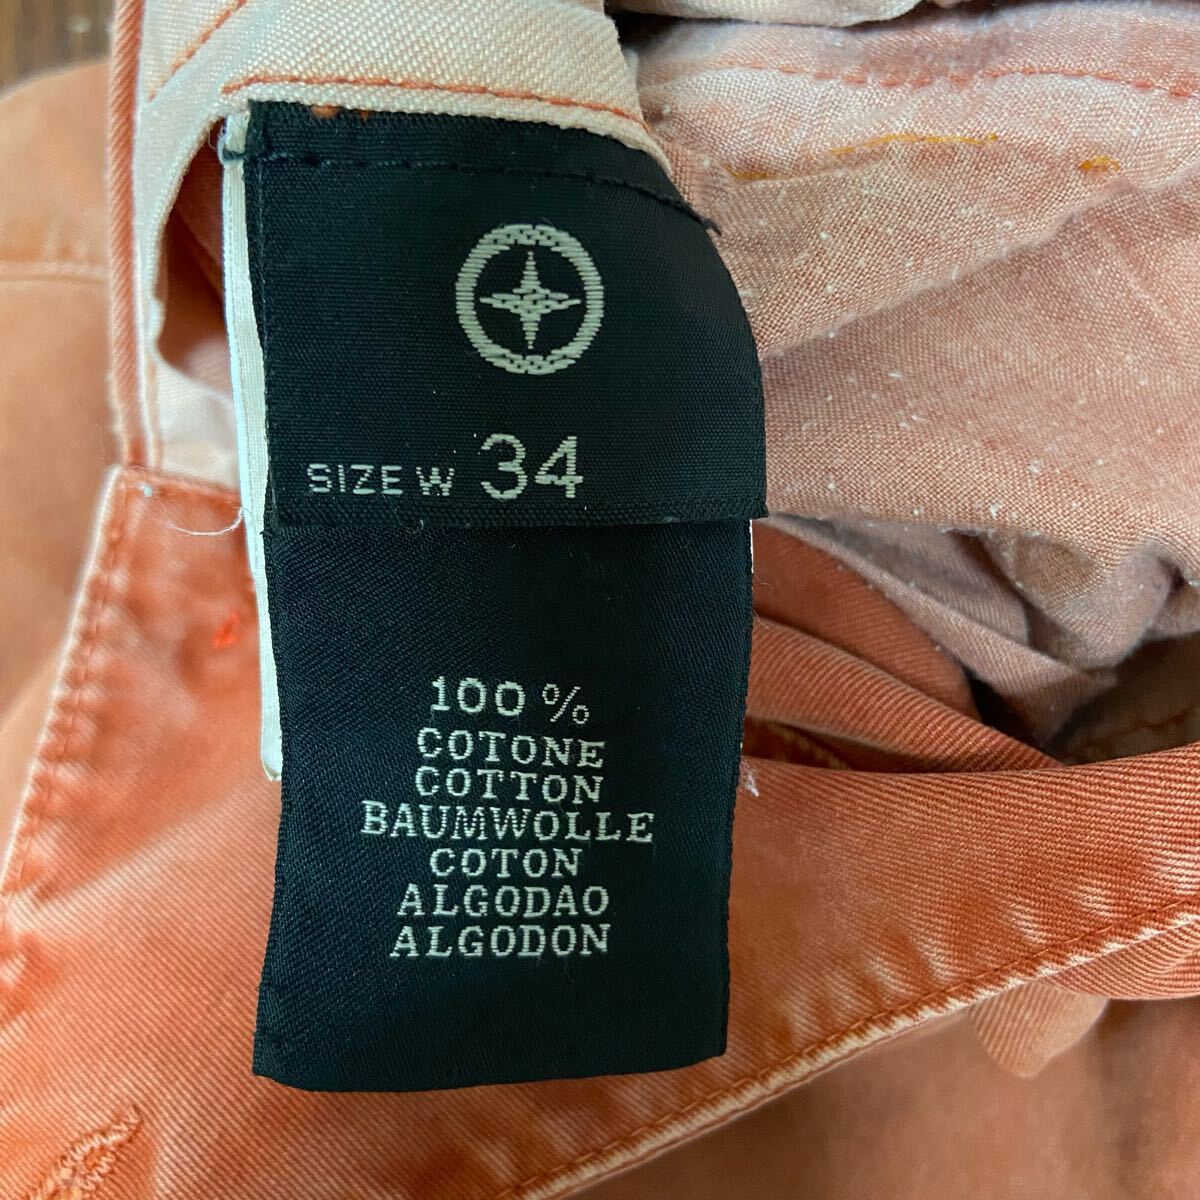 SIZE W 34
100 %
COTONE
COTTON
BAUMWOLLE
COTON
ALGODAO
ALGODON